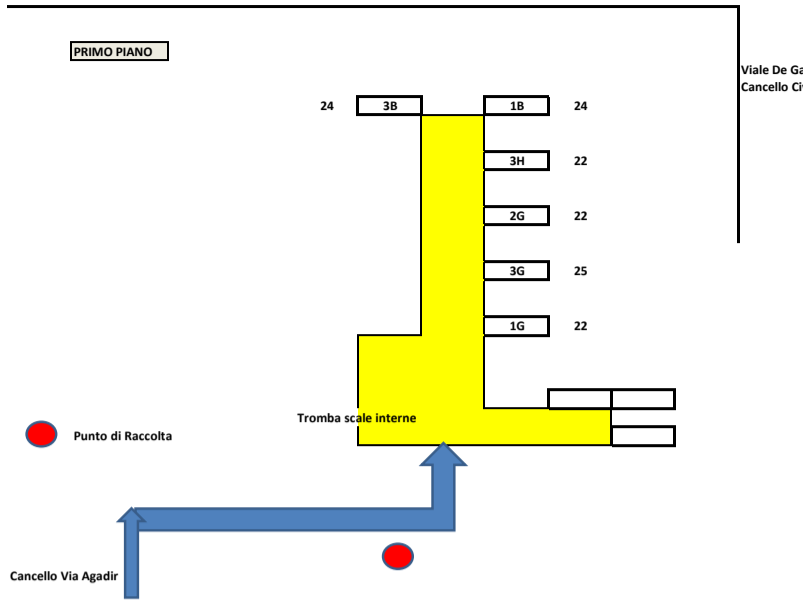 PRIMO PIANO
Viale De Ga
Cancello Ci
24 3B 1B 24
3H 22
2G 22
3G 25
1G 22
Tromba scale interne
Punto di Raccolta
Cancello Via Agadir